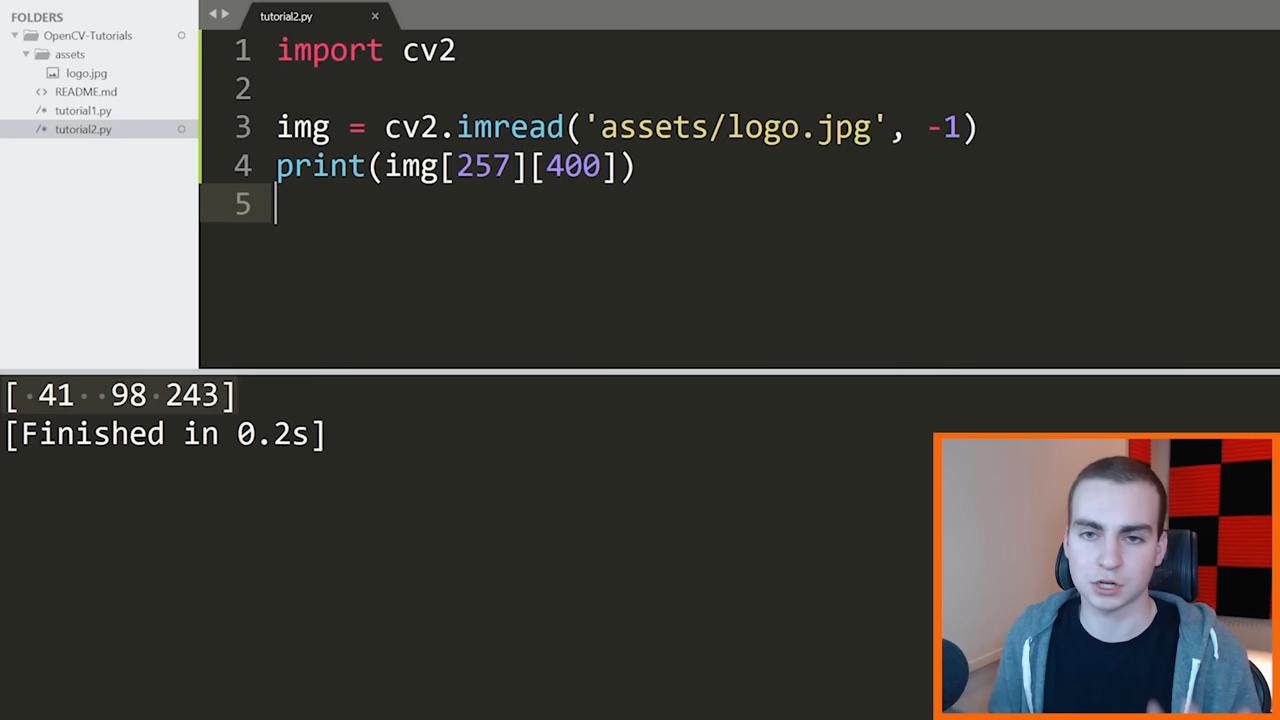 FOLDERS
OpenCV-Tutorials
assets
logo.jpg
<> README.md
/* tutorial1.py
/* tutorial2.py
tutorial2.py ×
1 import cv2
2
3 img = cv2.imread('assets/logo.jpg', -1)
4 print(img[257][400])
5
[ 41  98 243]
[Finished in 0.2s]